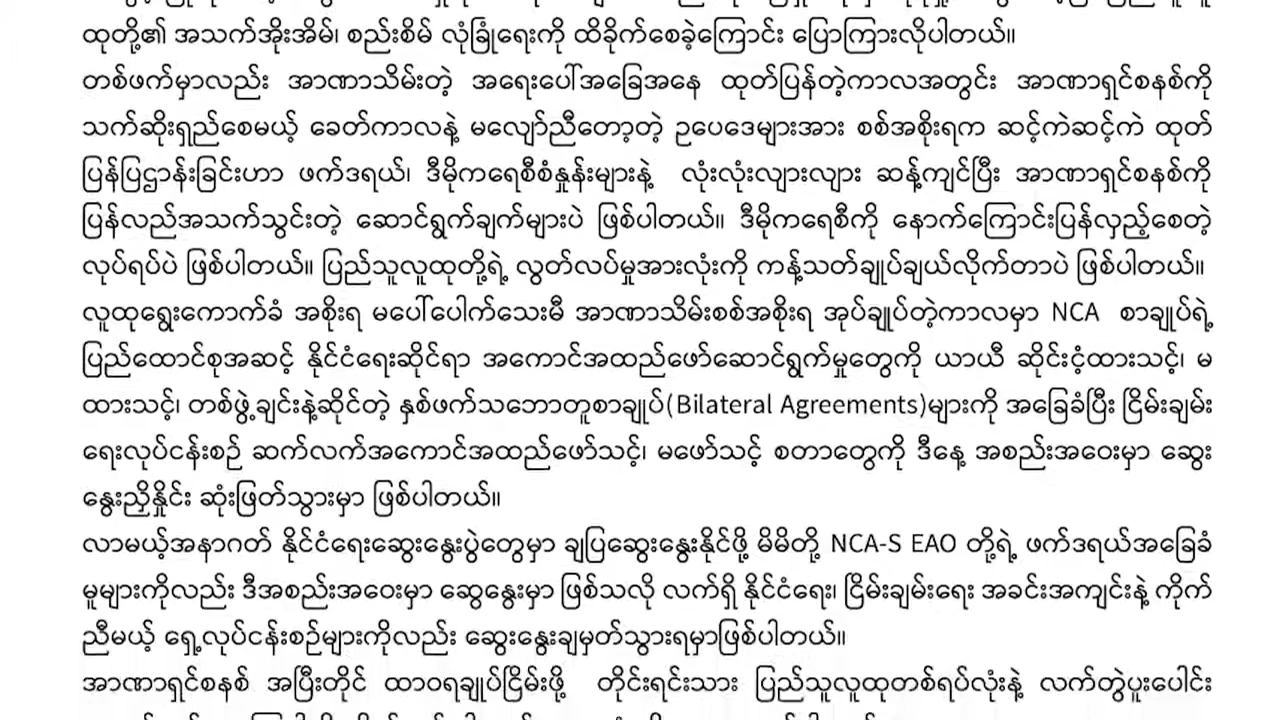 ထုတို့၏ အသက်အိုးအိမ်၊ စည်းစိမ် လုံခြုံရေးကို ထိခိုက်စေခဲ့ကြောင်း ပြောကြားလိုပါတယ်။
တစ်ဖက်မှာလည်း အာဏာသိမ်းတဲ့ အရေးပေါ်အခြေအနေ ထုတ်ပြန်တဲ့ကာလအတွင်း အာဏာရှင်စနစ်ကို
သက်ဆိုးရှည်စေမယ့် ခေတ်ကာလနဲ့ မလျော်ညီတော့တဲ့ ဥပဒေများအား စစ်အစိုးရက ဆင့်ကဲဆင့်ကဲ ထုတ်
ပြန်ပြဋ္ဌာန်းခြင်းဟာ ဖက်ဒရယ်၊ ဒီမိုကရေစီစံနှုန်းများနဲ့ လုံးလုံးလျားလျား ဆန့်ကျင်ပြီး အာဏာရှင်စနစ်ကို
ပြန်လည်အသက်သွင်းတဲ့ ဆောင်ရွက်ချက်များပဲ ဖြစ်ပါတယ်။ ဒီမိုကရေစီကို နောက်ကြောင်းပြန်လှည့်စေတဲ့
လုပ်ရပ်ပဲ ဖြစ်ပါတယ်။ ပြည်သူလူထုတို့ရဲ့ လွတ်လပ်မှုအားလုံးကို ကန့်သတ်ချုပ်ချယ်လိုက်တာပဲ ဖြစ်ပါတယ်။
လူထုရွေးကောက်ခံ အစိုးရ မပေါ်ပေါက်သေးမီ အာဏာသိမ်းစစ်အစိုးရ အုပ်ချုပ်တဲ့ကာလမှာ NCA စာချုပ်ရဲ့
ပြည်ထောင်စုအဆင့် နိုင်ငံရေးဆိုင်ရာ အကောင်အထည်ဖော်ဆောင်ရွက်မှုတွေကို ယာယီ ဆိုင်းငံ့ထားသင့်၊ မ
ထားသင့်၊ တစ်ဖွဲ့ချင်းနဲ့ဆိုင်တဲ့ နှစ်ဖက်သဘောတူစာချုပ်(Bilateral Agreements)များကို အခြေခံပြီး ငြိမ်းချမ်း
ရေးလုပ်ငန်းစဉ် ဆက်လက်အကောင်အထည်ဖော်သင့်၊ မဖော်သင့် စတာတွေကို ဒီနေ့ အစည်းအဝေးမှာ ဆွေး
နွေးညှိနှိုင်း ဆုံးဖြတ်သွားမှာ ဖြစ်ပါတယ်။
လာမယ့်အနာဂတ် နိုင်ငံရေးဆွေးနွေးပွဲတွေမှာ ချပြဆွေးနွေးနိုင်ဖို့ မိမိတို့ NCA-S EAO တို့ရဲ့ ဖက်ဒရယ်အခြေခံ
မူများကိုလည်း ဒီအစည်းအဝေးမှာ ဆွေနွေးမှာ ဖြစ်သလို လက်ရှိ နိုင်ငံရေး၊ ငြိမ်းချမ်းရေး အခင်းအကျင်းနဲ့ ကိုက်
ညီမယ့် ရှေ့လုပ်ငန်းစဉ်များကိုလည်း ဆွေးနွေးချမှတ်သွားရမှာဖြစ်ပါတယ်။
အာဏာရှင်စနစ် အပြီးတိုင် ထာဝရချုပ်ငြိမ်းဖို့ တိုင်းရင်းသား ပြည်သူလူထုတစ်ရပ်လုံးနဲ့ လက်တွဲပူးပေါင်း